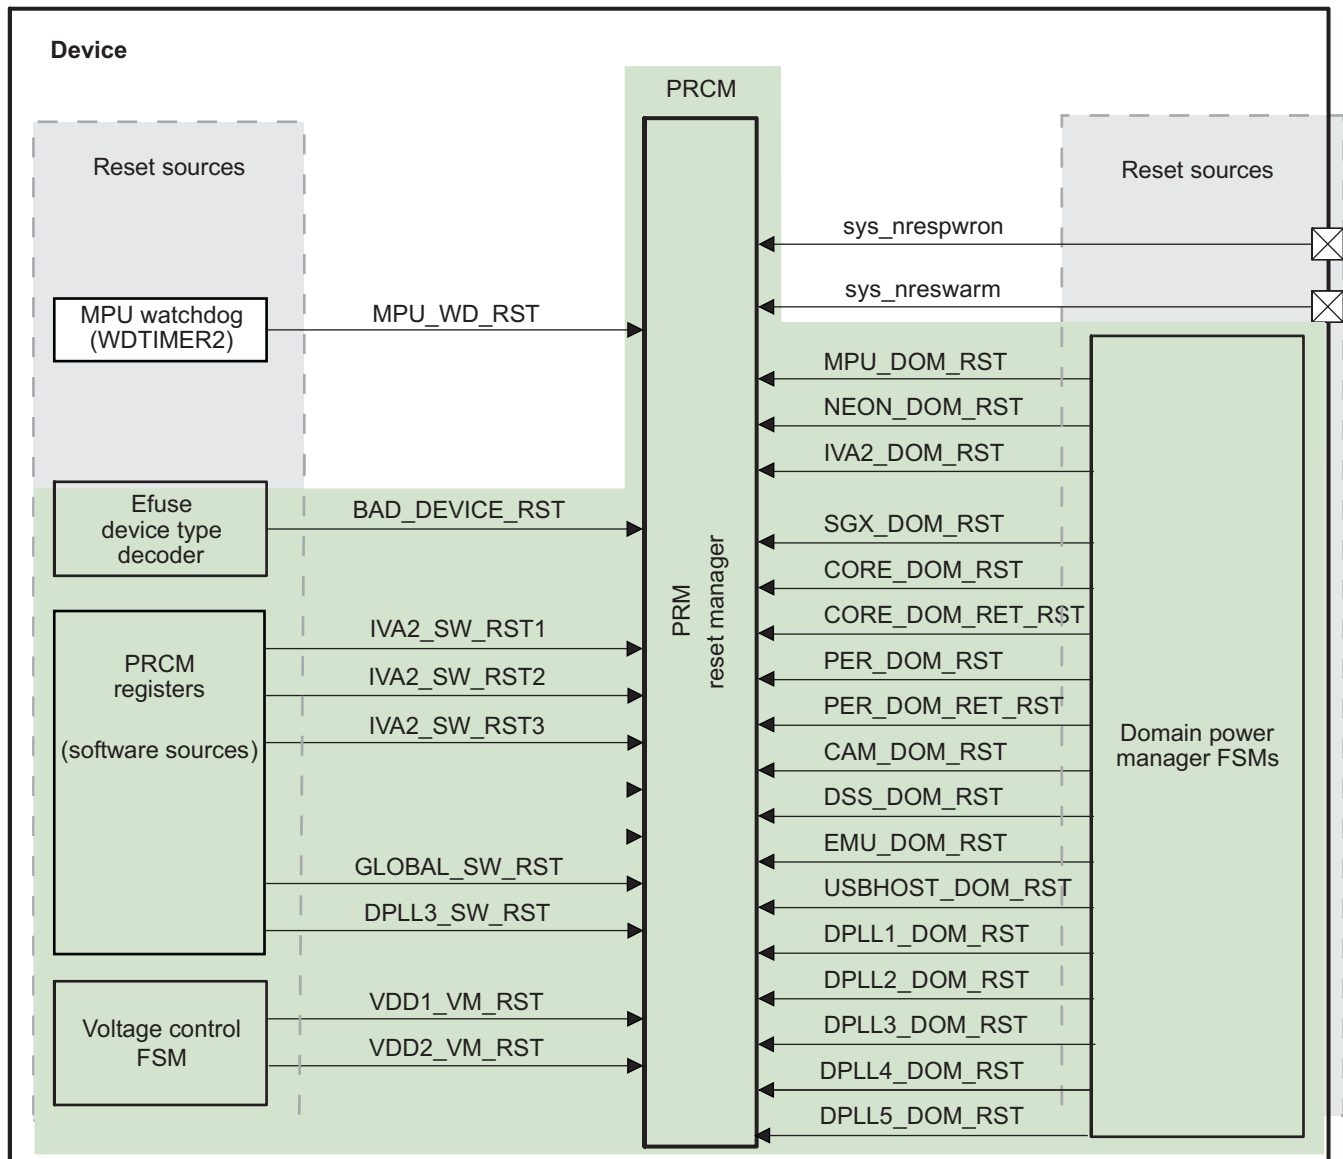 Device
PRCM
Reset sources
Reset sources
sys_nrespwron
sys_nreswarm
MPU watchdog
(WDTIMER2)
MPU_WD_RST
MPU_DOM_RST
NEON_DOM_RST
IVA2_DOM_RST
Efuse
device type
decoder
BAD_DEVICE_RST
SGX_DOM_RST
CORE_DOM_RST
CORE_DOM_RET_RST
PER_DOM_RST
PER_DOM_RET_RST
CAM_DOM_RST
DSS_DOM_RST
EMU_DOM_RST
USBHOST_DOM_RST
DPLL1_DOM_RST
DPLL2_DOM_RST
DPLL3_DOM_RST
DPLL4_DOM_RST
DPLL5_DOM_RST
PRM
reset manager
Domain power
manager FSMs
PRCM
registers
(software sources)
IVA2_SW_RST1
IVA2_SW_RST2
IVA2_SW_RST3
GLOBAL_SW_RST
DPLL3_SW_RST
Voltage control
FSM
VDD1_VM_RST
VDD2_VM_RST